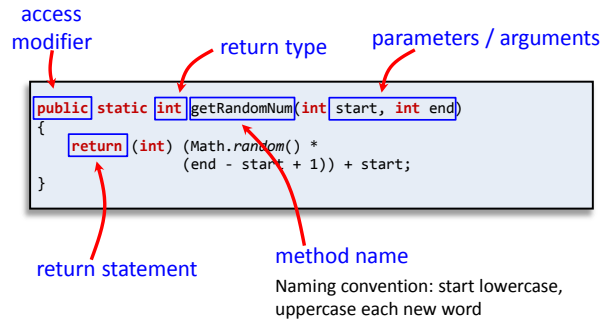 access
modifier
return type
parameters / arguments
public static int getRandomNum(int start, int end)
{
return (int) (Math.random() *
(end - start + 1)) + start;
}
return statement
method name
Naming convention: start lowercase,
uppercase each new word